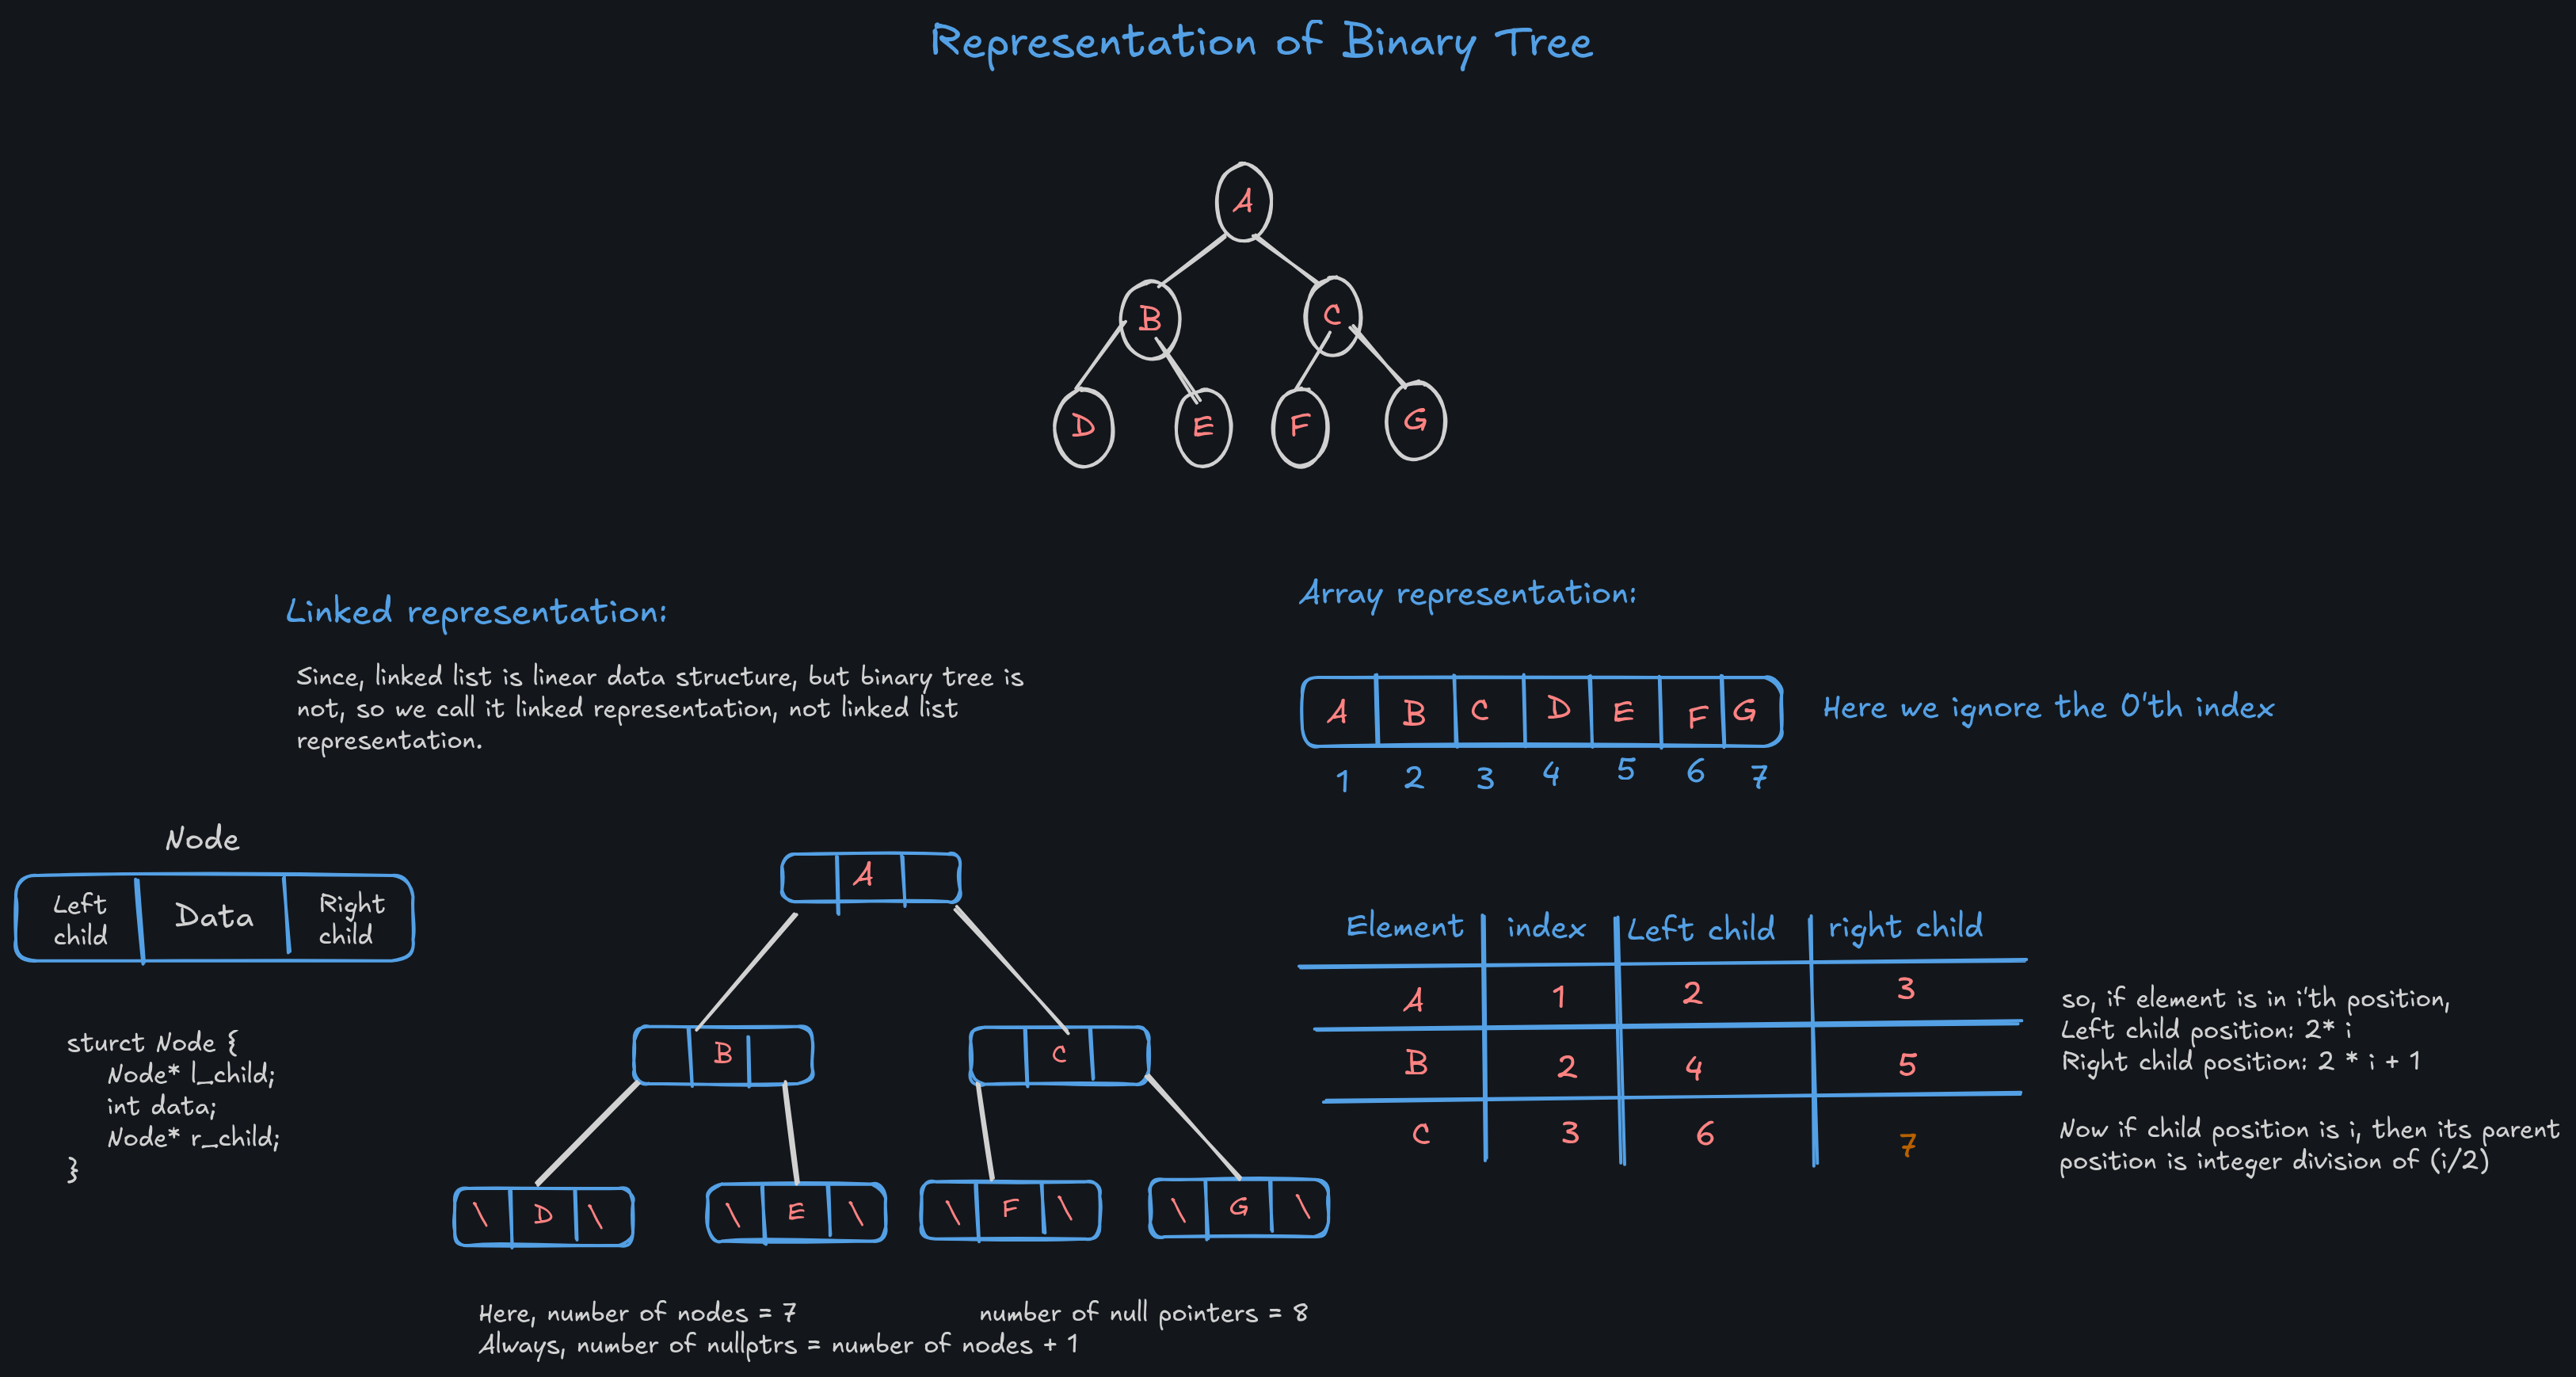 Representation of Binary Tree
A
B
C
D
E
F
G
Linked representation:
Since, linked list is linear data structure, but binary tree is
not, so we call it linked representation, not linked list
representation.
Node
Left
child
Data
Right
child
sturct Node {
Node* l_child;
int data;
Node* r_child;
}
A
B
C
\ D \
\ E \
\ F \
\ G \
Here, number of nodes = 7
number of null pointers = 8
Always, number of nullptrs = number of nodes + 1
Array representation:
A B C D E F G
Here we ignore the 0'th index
1 2 3 4 5 6 7
Element index Left child right child
A 1 2 3
B 2 4 5
C 3 6 7
so, if element is in i'th position,
Left child position: 2* i
Right child position: 2 * i + 1
Now if child position is i, then its parent
position is integer division of (i/2)